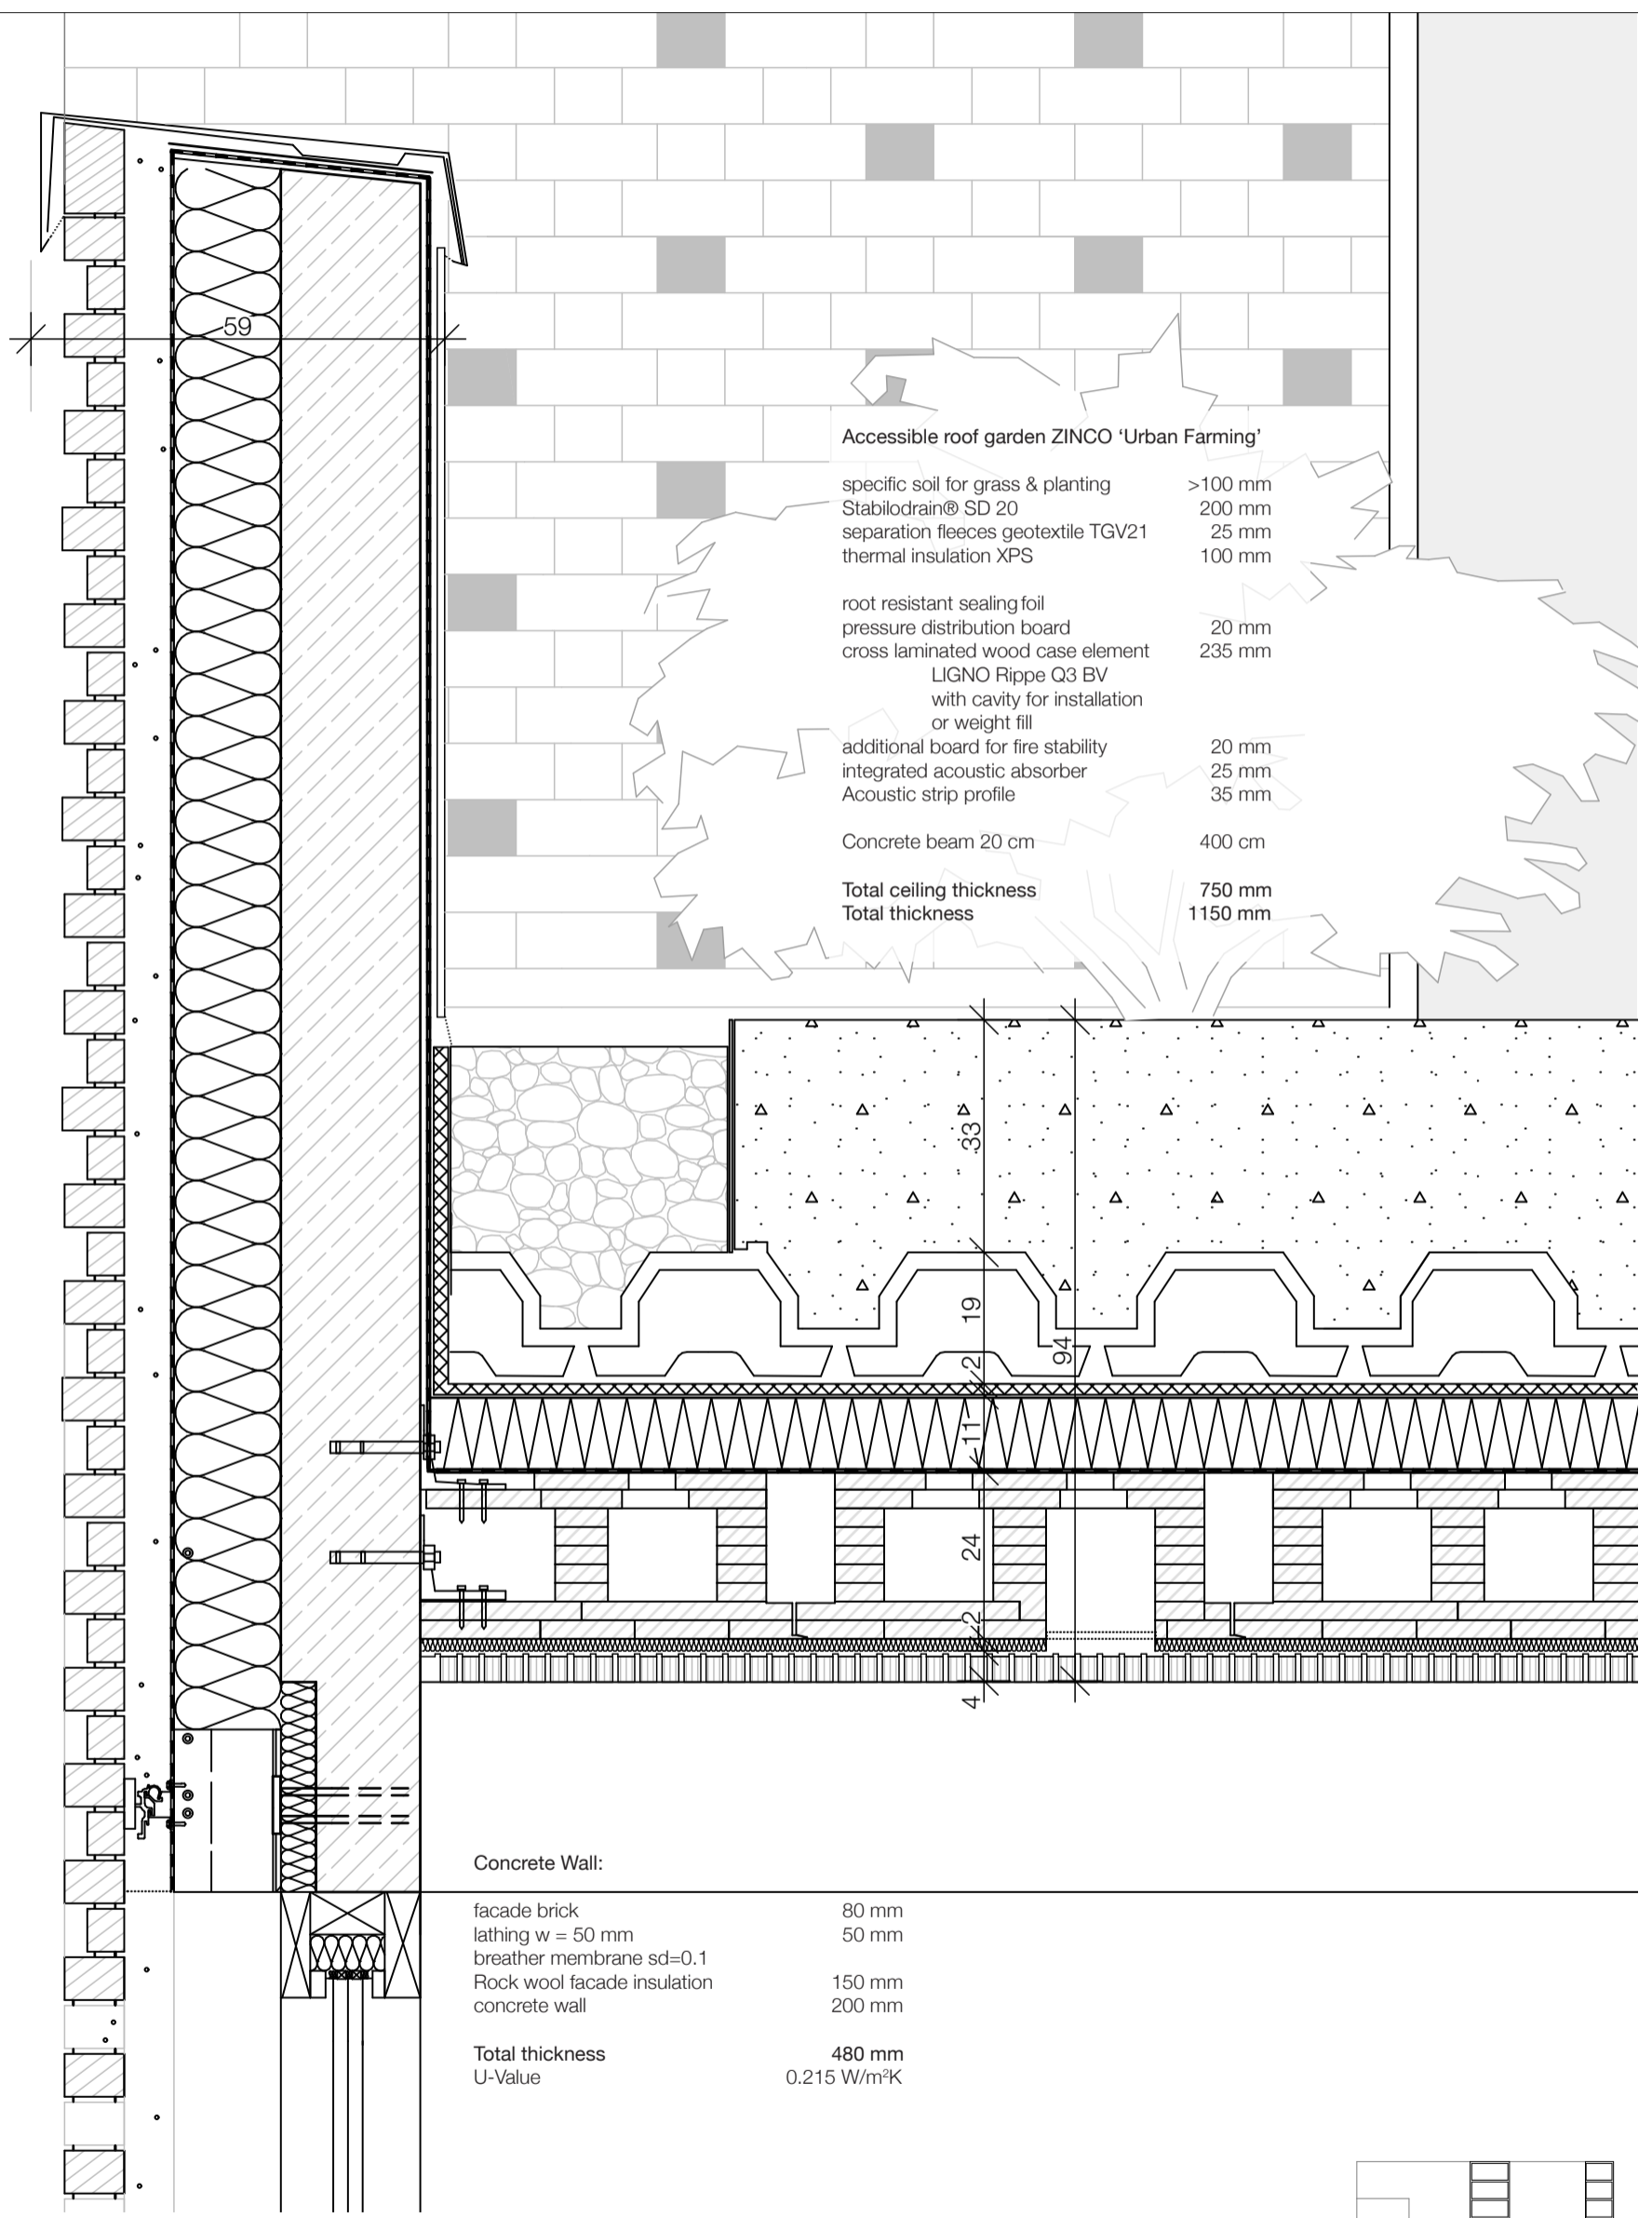 59
Accessible roof garden ZINCO ‘Urban Farming’
specific soil for grass & planting >100 mm
Stabilodrain® SD 20 200 mm
separation fleeces geotextile TGV21 25 mm
thermal insulation XPS 100 mm
root resistant sealing foil
pressure distribution board 20 mm
cross laminated wood case element 235 mm
LIGNO Rippe Q3 BV
with cavity for installation
or weight fill
additional board for fire stability 20 mm
integrated acoustic absorber 25 mm
Acoustic strip profile 35 mm
Concrete beam 20 cm 400 cm
Total ceiling thickness 750 mm
Total thickness 1150 mm
33
19
94
2
11
24
2
4
Concrete Wall:
facade brick 80 mm
lathing w = 50 mm 50 mm
breather membrane sd=0.1
Rock wool facade insulation 150 mm
concrete wall 200 mm
Total thickness 480 mm
U-Value 0.215 W/m²K